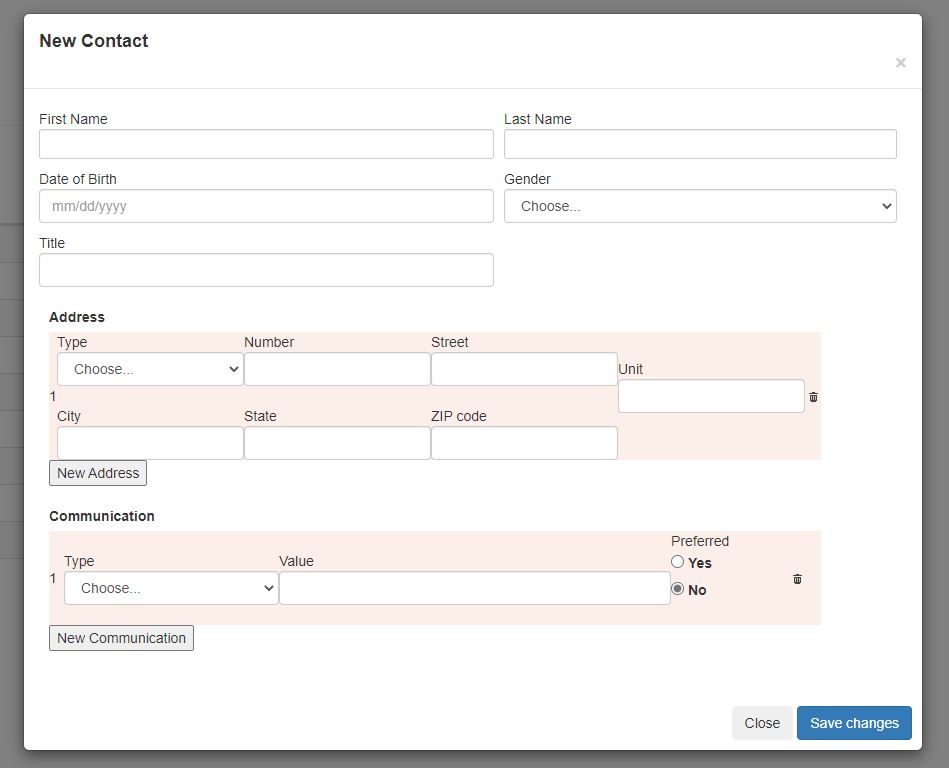 New Contact
×
First Name Last Name
Date of Birth Gender
mm/dd/yyyy Choose...
Title
Address
Type Number Street
Choose... Unit
1
City State ZIP code
New Address
Communication
Preferred
Type Value Yes
1 Choose... No
New Communication
Close Save changes